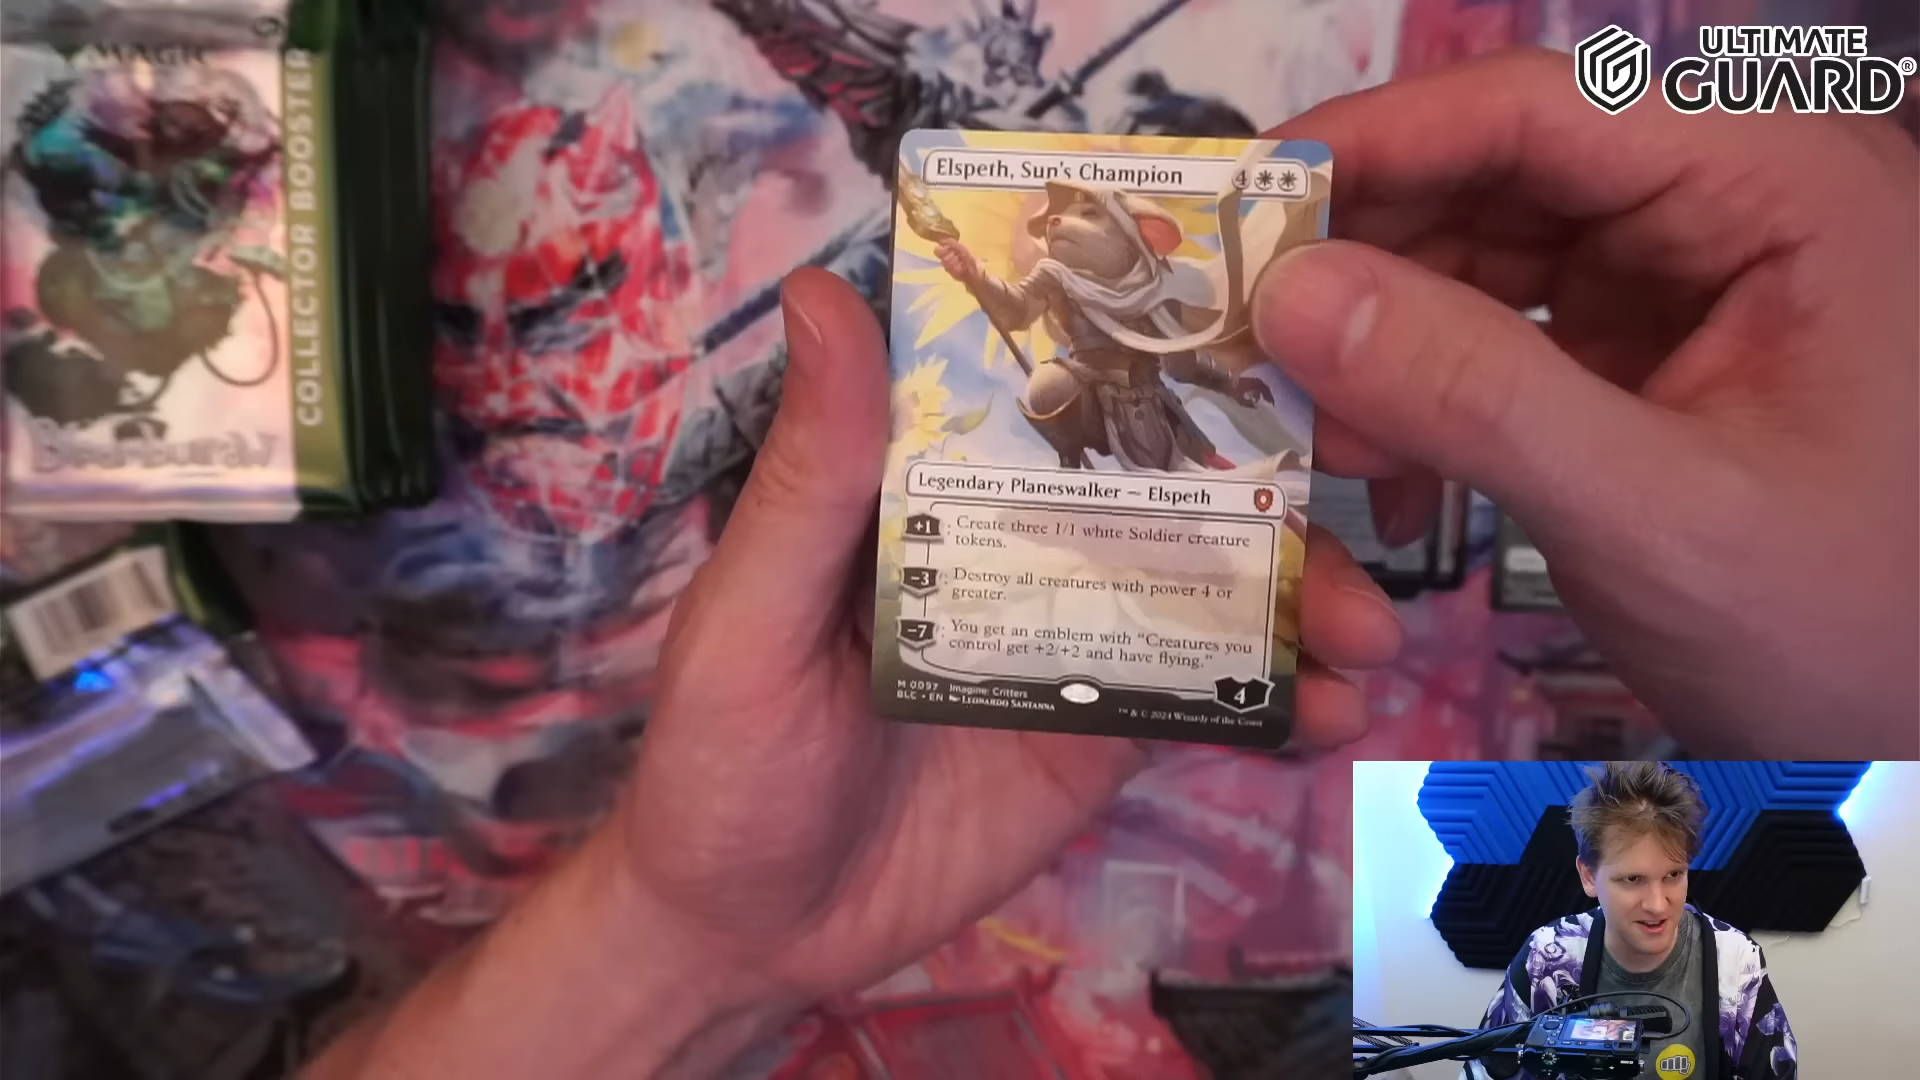 MAGIC
COLLECTOR BOOSTER
Bloomburrow
ULTIMATE
GUARD®
Elspeth, Sun's Champion
4
Legendary Planeswalker – Elspeth
+1: Create three 1/1 white Soldier creature
tokens.
−3: Destroy all creatures with power 4 or
greater.
−7: You get an emblem with “Creatures you
control get +2/+2 and have flying.”
4
M 0097 Imagine: Critters
BLC • EN LEONARDO SANTANNA
™ & © 2024 Wizards of the Coast